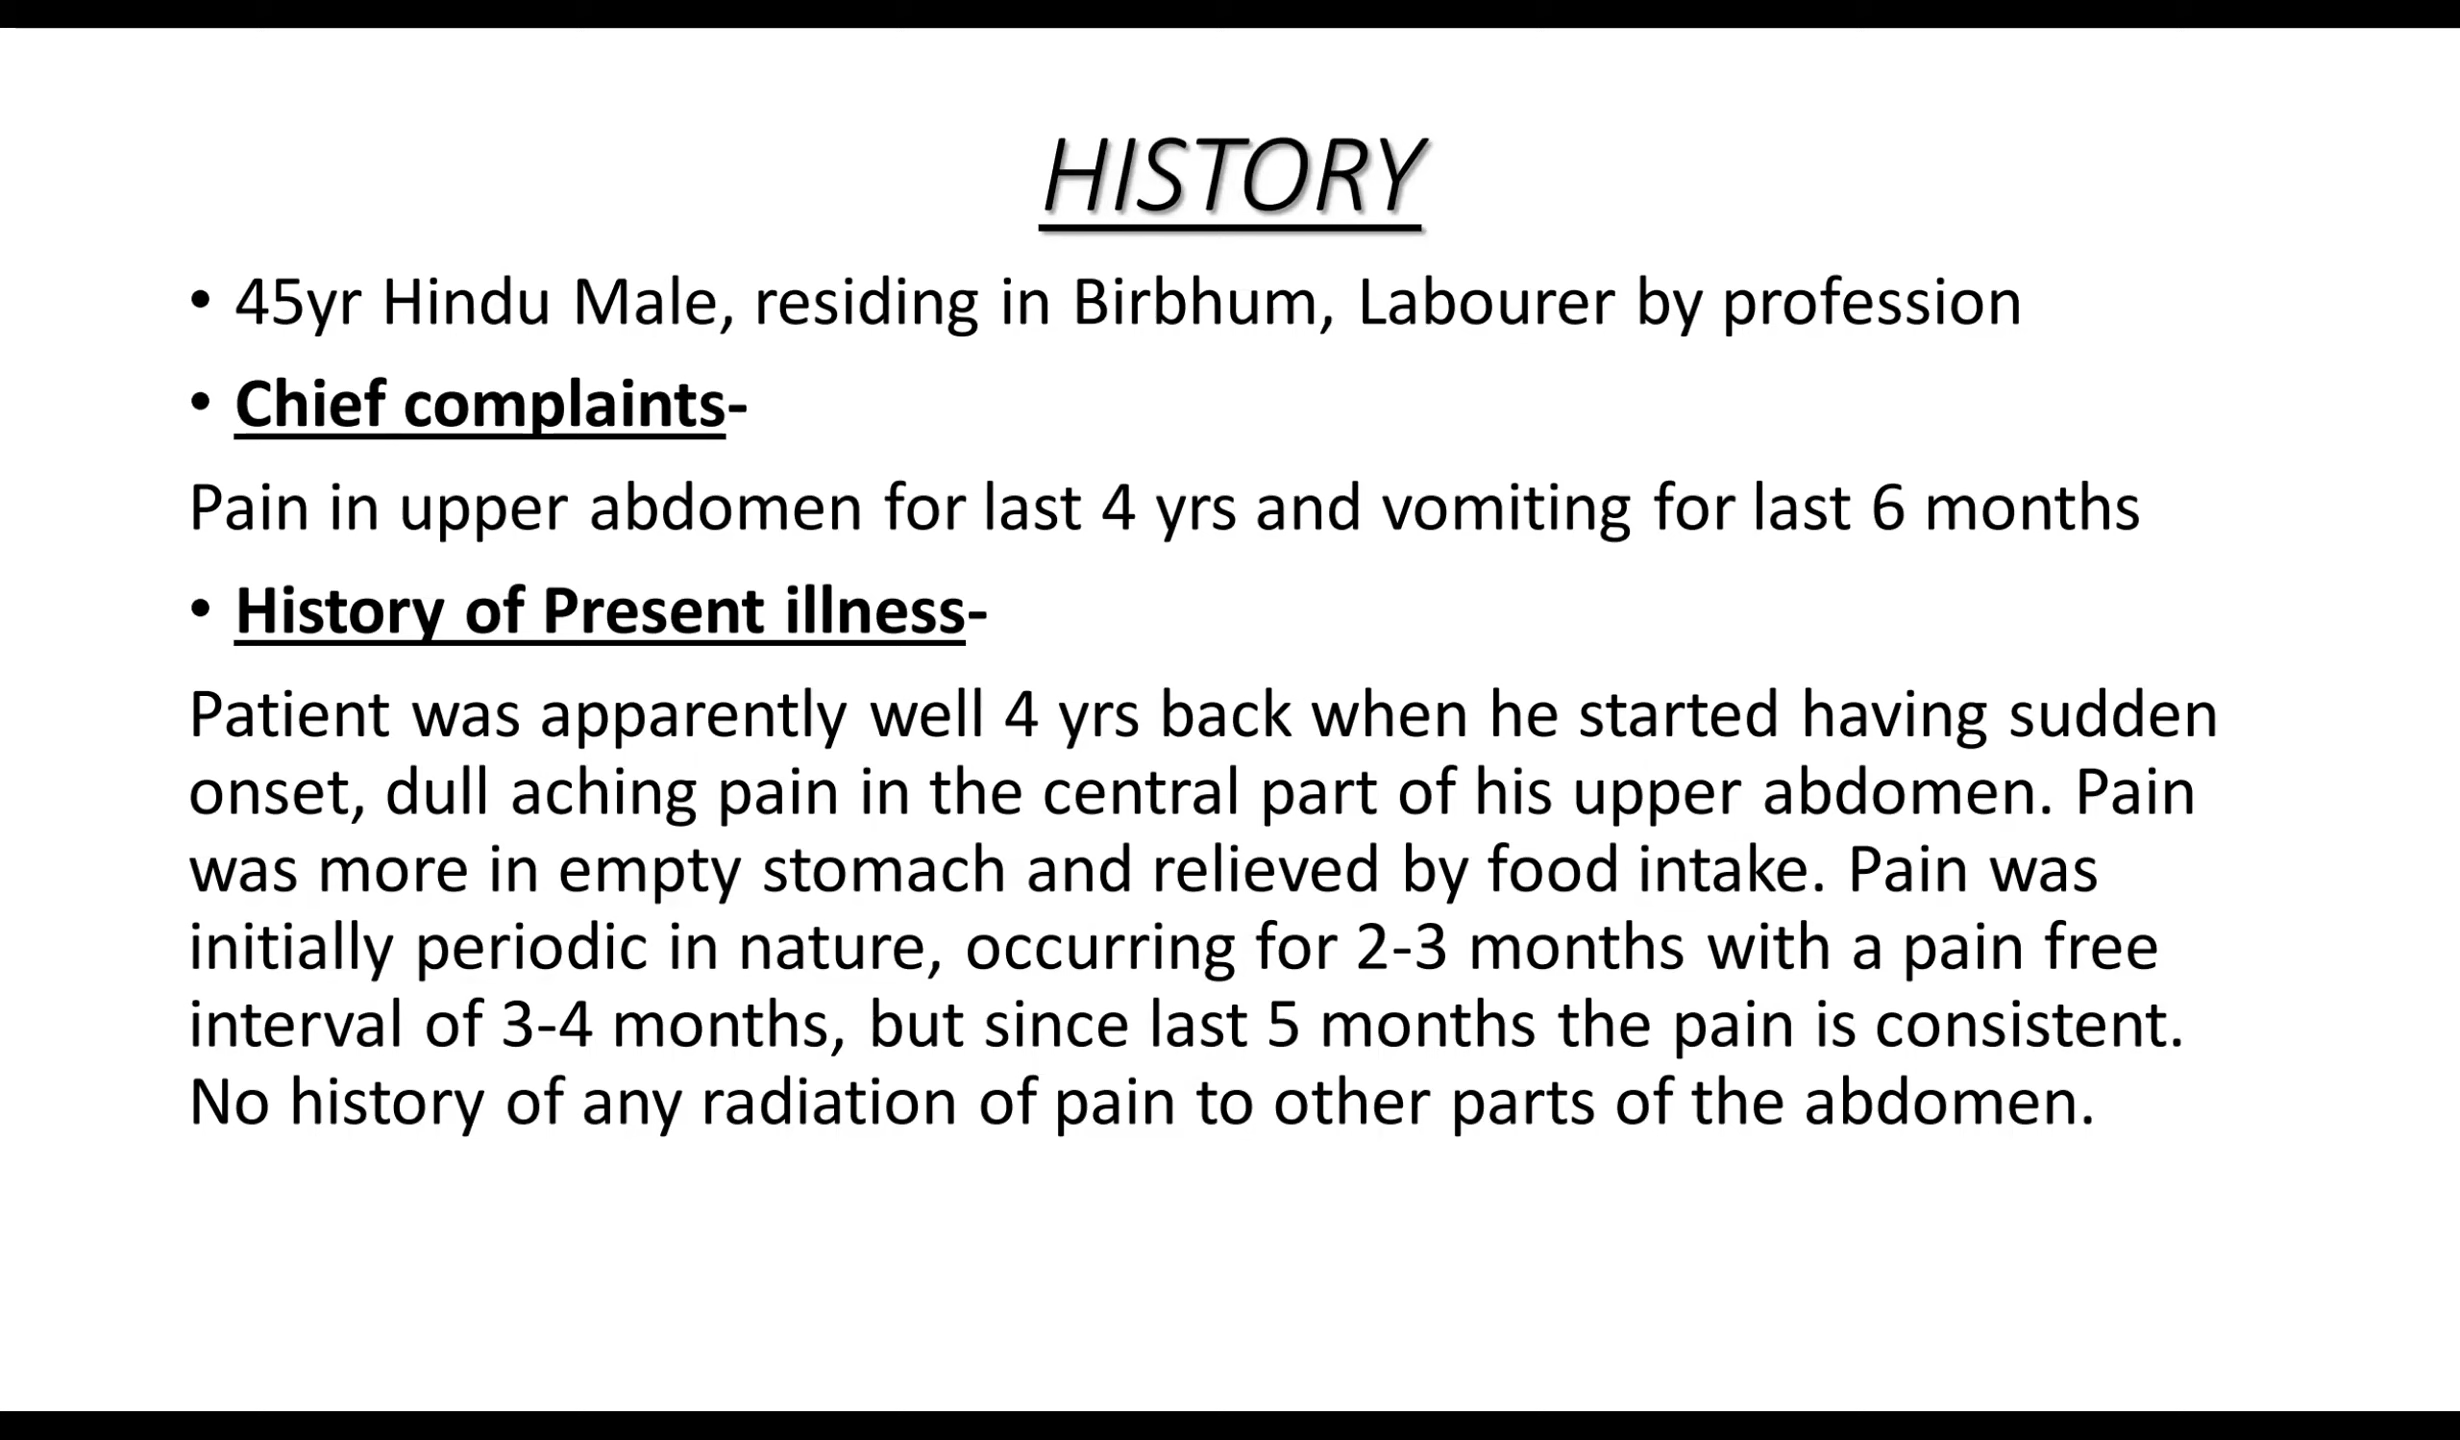 HISTORY
• 45yr Hindu Male, residing in Birbhum, Labourer by profession
• Chief complaints-
Pain in upper abdomen for last 4 yrs and vomiting for last 6 months
• History of Present illness-
Patient was apparently well 4 yrs back when he started having sudden
onset, dull aching pain in the central part of his upper abdomen. Pain
was more in empty stomach and relieved by food intake. Pain was
initially periodic in nature, occurring for 2-3 months with a pain free
interval of 3-4 months, but since last 5 months the pain is consistent.
No history of any radiation of pain to other parts of the abdomen.